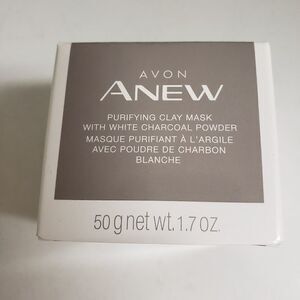 AVON
ANEW
PURIFYING CLAY MASK
WITH WHITE CHARCOAL POWDER
MASQUE PURIFIANT À L'ARGILE
AVEC POUDRE DE CHARBON
BLANCHE
50 g net wt. 1.7 OZ.